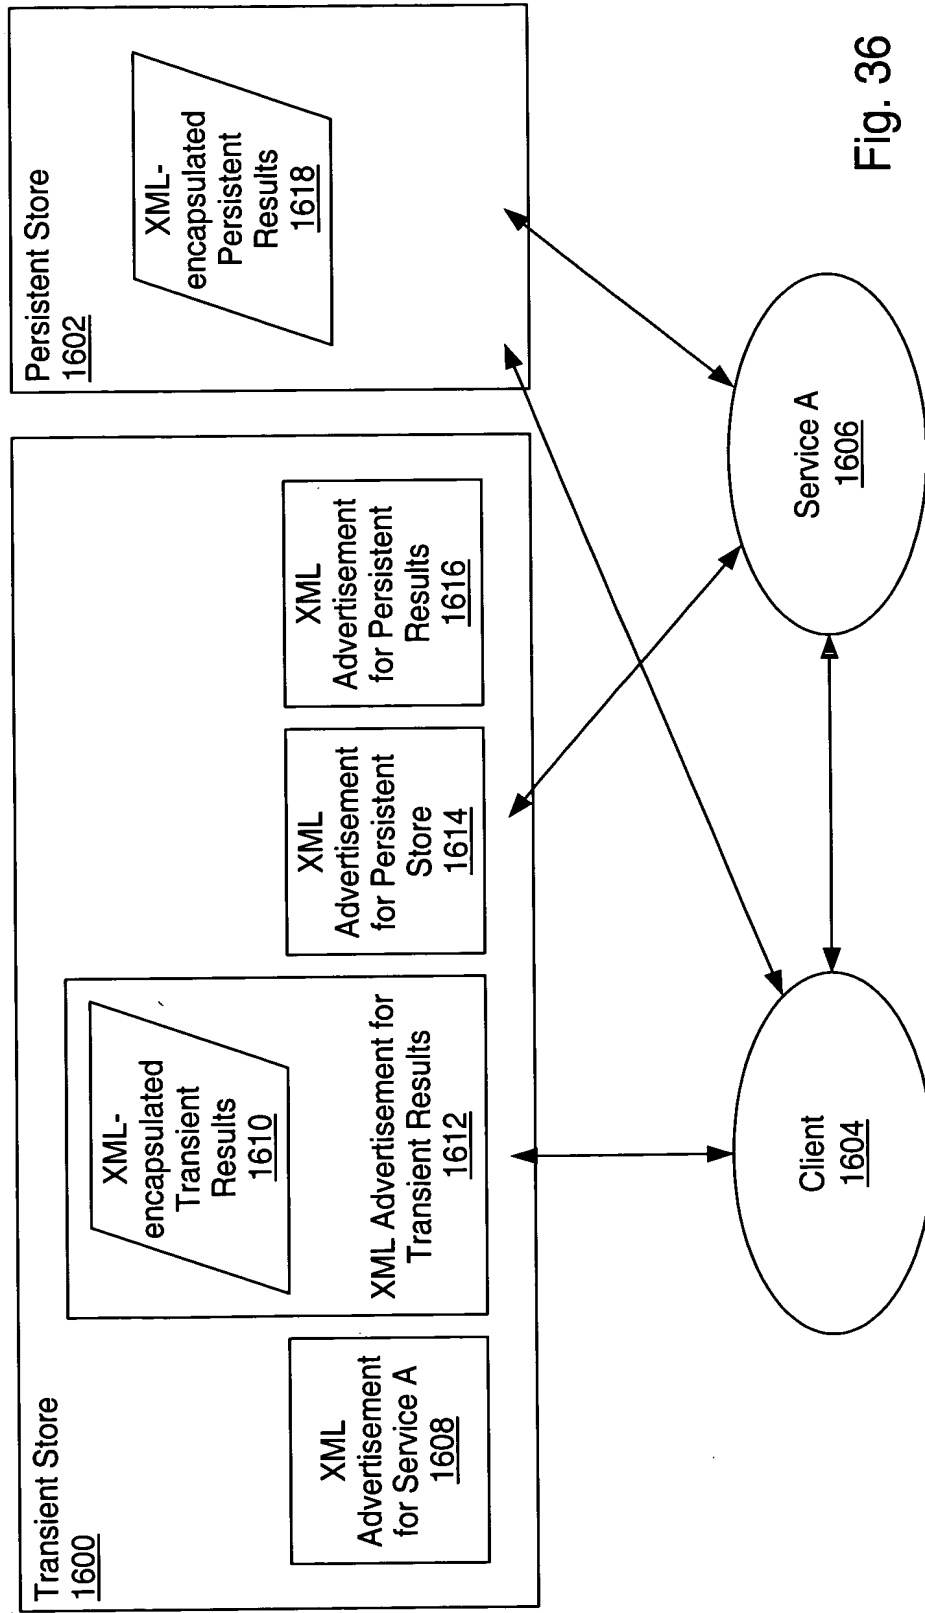 Transient Store
1600
XML
Advertisement
for Service A
1608
XML-
encapsulated
Transient
Results
1610
XML Advertisement for
Transient Results
1612
XML
Advertisement
for Persistent
Store
1614
XML
Advertisement
for Persistent
Results
1616
Persistent Store
1602
XML-
encapsulated
Persistent
Results
1618
Client
1604
Service A
1606
Fig. 36